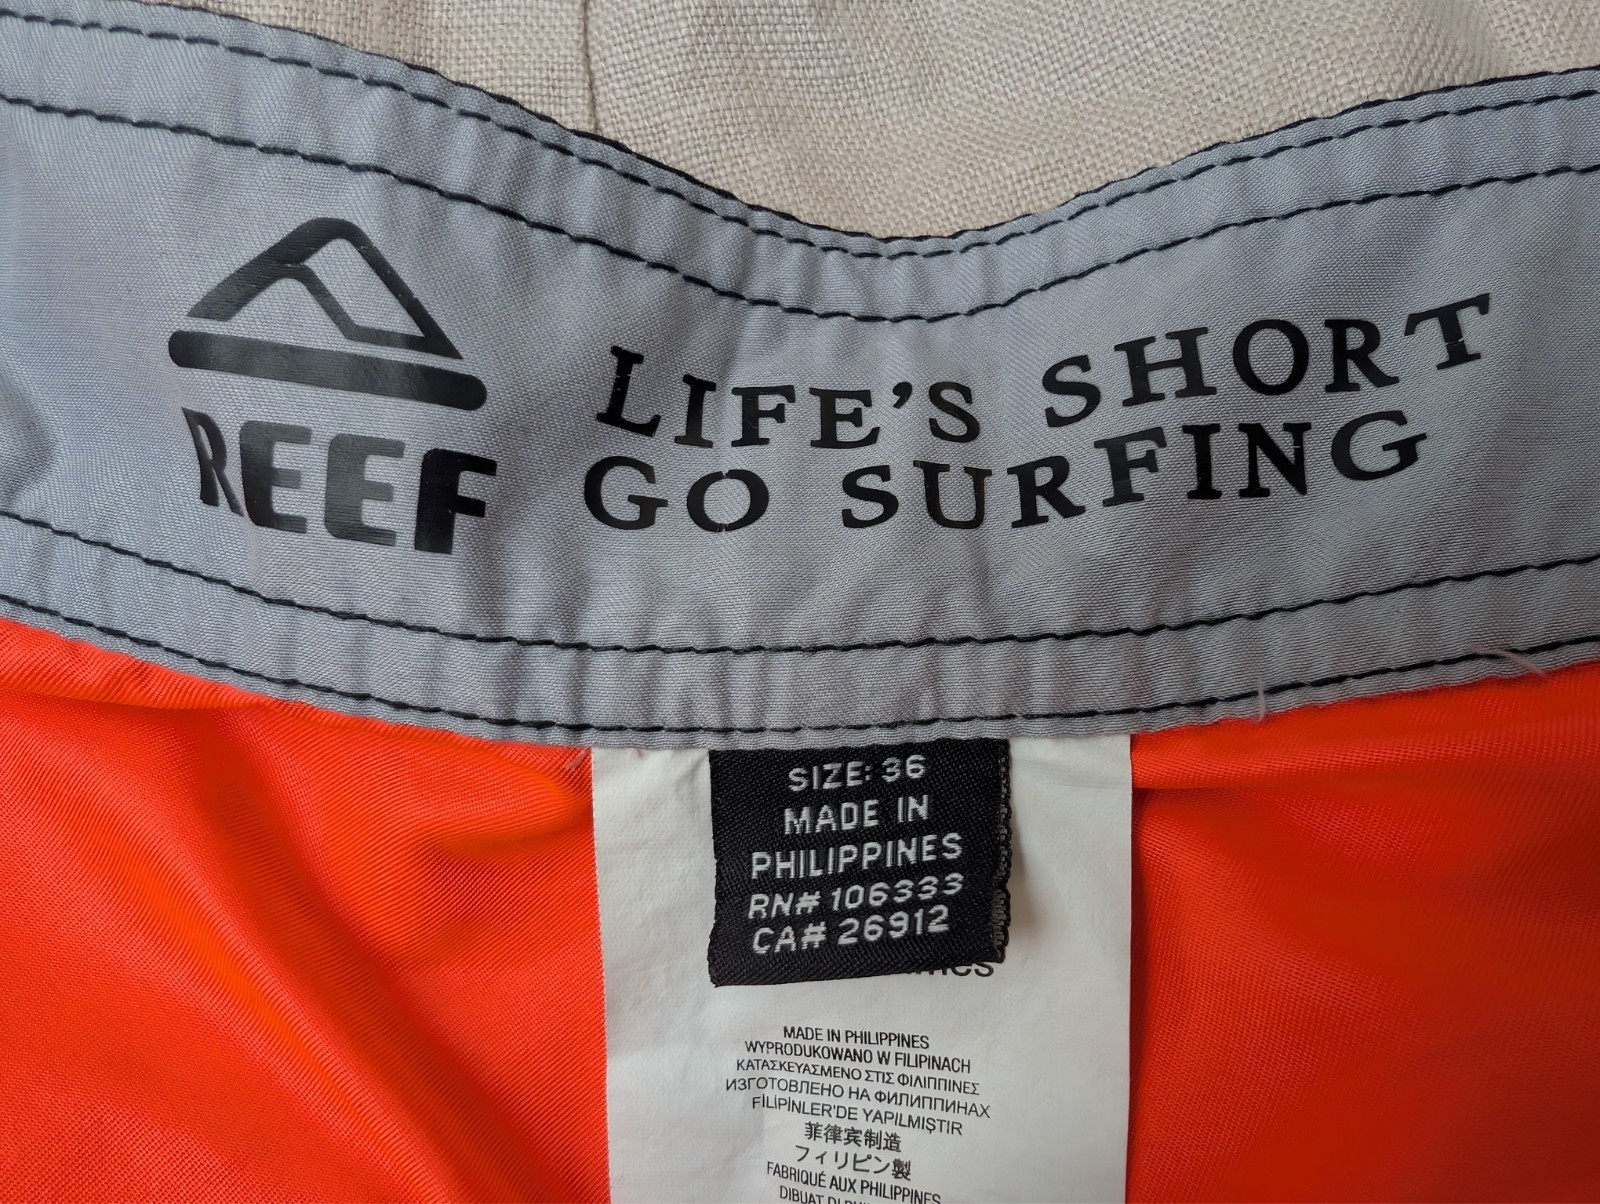 REEF
LIFE'S SHORT
GO SURFING
SIZE: 36
MADE IN
PHILIPPINES
RN# 106333
CA# 26912
MADE IN PHILIPPINES
WYPRODUKOWANO W FILIPINACH
ΚΑΤΑΣΚΕΥΑΣΜΕΝΟ ΣΤΙΣ ΦΙΛΙΠΠΙΝΕΣ
ИЗГОТОВЛЕНО НА ФИЛИППИНАХ
FİLİPİNLER'DE YAPILMIŞTIR
菲律宾制造
フィリピン製
FABRIQUÉ AUX PHILIPPINES
DIBUAT DI